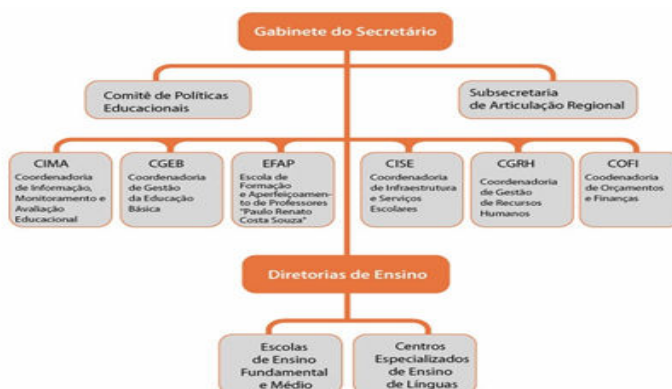 Gabinete do Secretário
Comitê de Políticas
Educacionais
Subsecretaria
de Articulação Regional
CIMA
Coordenadoria
de Informação,
Monitoramento e
Avaliação
Educacional
CGEB
Coordenadoria
de Gestão
da Educação
Básica
EFAP
Escola de
Formação
e Aperfeiçoamen-
to de Professores
"Paulo Renato
Costa Souza"
CISE
Coordenadoria
de Infraestrutura
e Serviços
Escolares
CGRH
Coordenadoria
de Gestão
de Recursos
Humanos
COFI
Coodenadoria
de Orçamentos
e Finanças
Diretorias de Ensino
Escolas
de Ensino
Fundamental
e Médio
Centros
Especializados
de Ensino
de Línguas